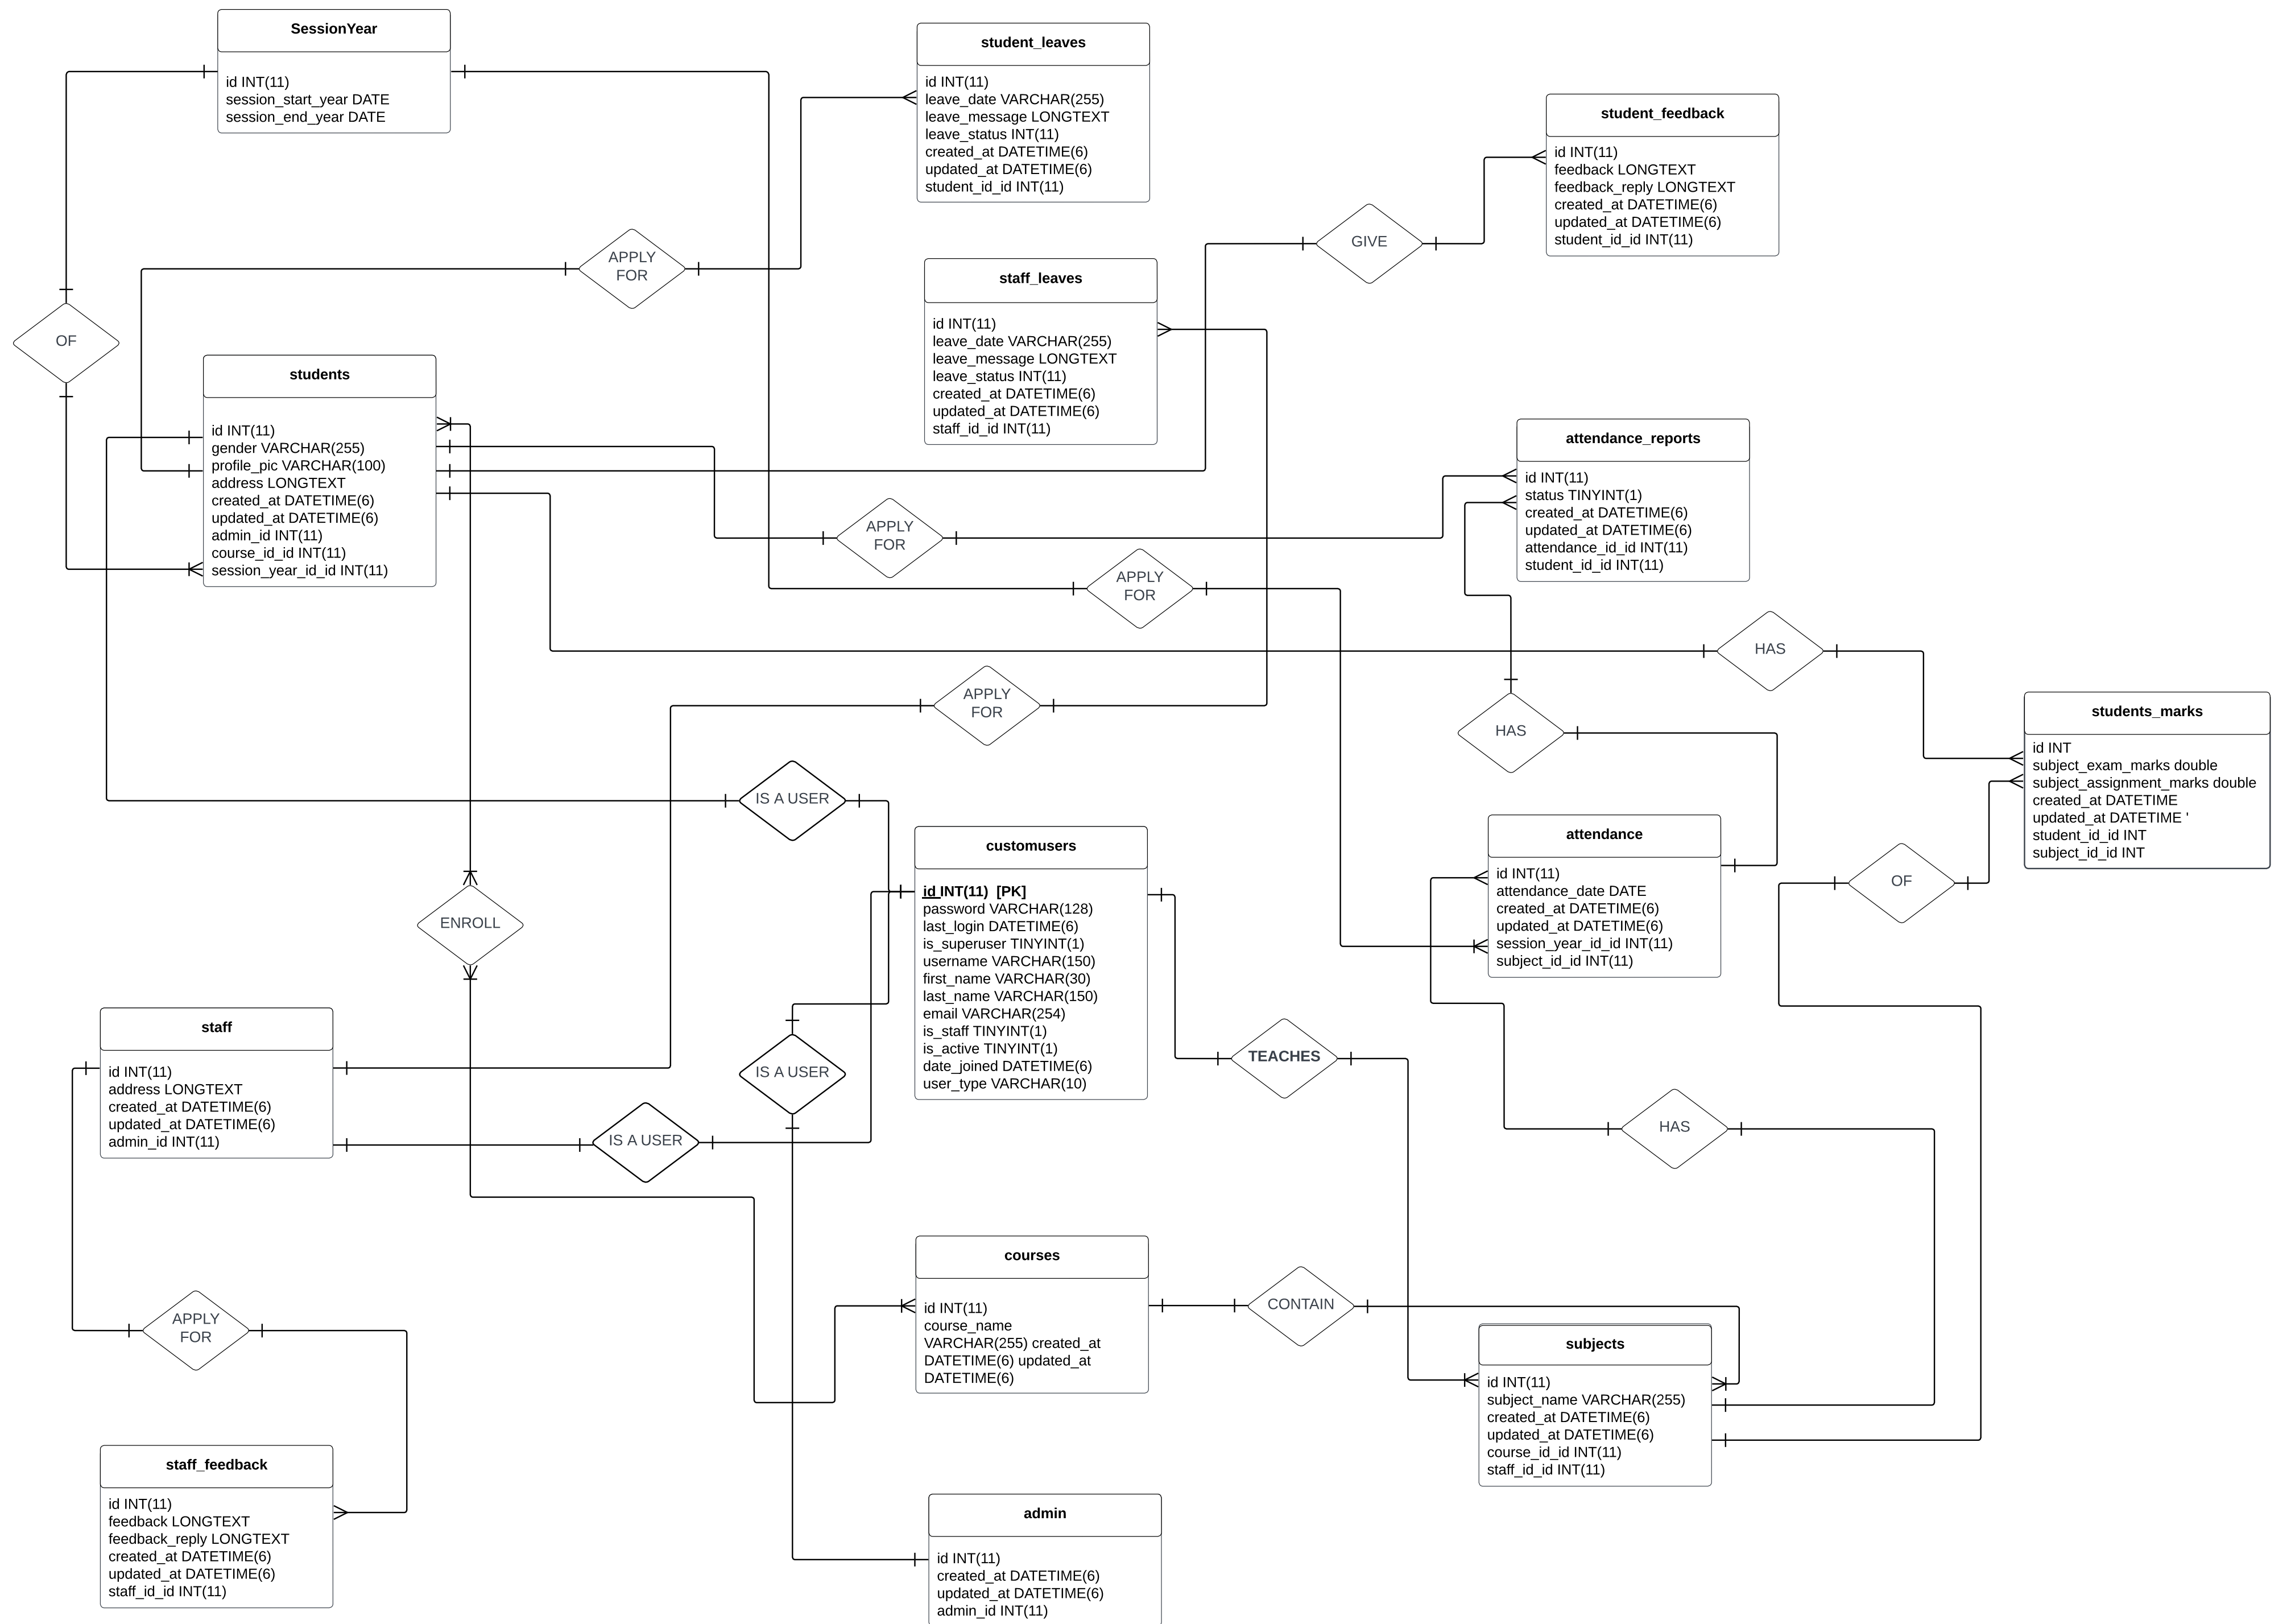 SessionYear
id INT(11)
session_start_year DATE
session_end_year DATE
student_leaves
id INT(11)
leave_date VARCHAR(255)
leave_message LONGTEXT
leave_status INT(11)
created_at DATETIME(6)
updated_at DATETIME(6)
student_id_id INT(11)
student_feedback
id INT(11)
feedback LONGTEXT
feedback_reply LONGTEXT
created_at DATETIME(6)
updated_at DATETIME(6)
student_id_id INT(11)
APPLY
FOR
GIVE
staff_leaves
id INT(11)
leave_date VARCHAR(255)
leave_message LONGTEXT
leave_status INT(11)
created_at DATETIME(6)
updated_at DATETIME(6)
staff_id_id INT(11)
OF
students
id INT(11)
gender VARCHAR(255)
profile_pic VARCHAR(100)
address LONGTEXT
created_at DATETIME(6)
updated_at DATETIME(6)
admin_id INT(11)
course_id_id INT(11)
session_year_id_id INT(11)
attendance_reports
id INT(11)
status TINYINT(1)
created_at DATETIME(6)
updated_at DATETIME(6)
attendance_id_id INT(11)
student_id_id INT(11)
APPLY
FOR
APPLY
FOR
HAS
APPLY
FOR
HAS
students_marks
id INT
subject_exam_marks double
subject_assignment_marks double
created_at DATETIME
updated_at DATETIME '
student_id_id INT
subject_id_id INT
IS A USER
customusers
id INT(11)  [PK]
password VARCHAR(128)
last_login DATETIME(6)
is_superuser TINYINT(1)
username VARCHAR(150)
first_name VARCHAR(30)
last_name VARCHAR(150)
email VARCHAR(254)
is_staff TINYINT(1)
is_active TINYINT(1)
date_joined DATETIME(6)
user_type VARCHAR(10)
attendance
id INT(11)
attendance_date DATE
created_at DATETIME(6)
updated_at DATETIME(6)
session_year_id_id INT(11)
subject_id_id INT(11)
OF
ENROLL
staff
id INT(11)
address LONGTEXT
created_at DATETIME(6)
updated_at DATETIME(6)
admin_id INT(11)
IS A USER
TEACHES
IS A USER
HAS
courses
id INT(11)
course_name
VARCHAR(255) created_at
DATETIME(6) updated_at
DATETIME(6)
CONTAIN
APPLY
FOR
subjects
id INT(11)
subject_name VARCHAR(255)
created_at DATETIME(6)
updated_at DATETIME(6)
course_id_id INT(11)
staff_id_id INT(11)
staff_feedback
id INT(11)
feedback LONGTEXT
feedback_reply LONGTEXT
created_at DATETIME(6)
updated_at DATETIME(6)
staff_id_id INT(11)
admin
id INT(11)
created_at DATETIME(6)
updated_at DATETIME(6)
admin_id INT(11)